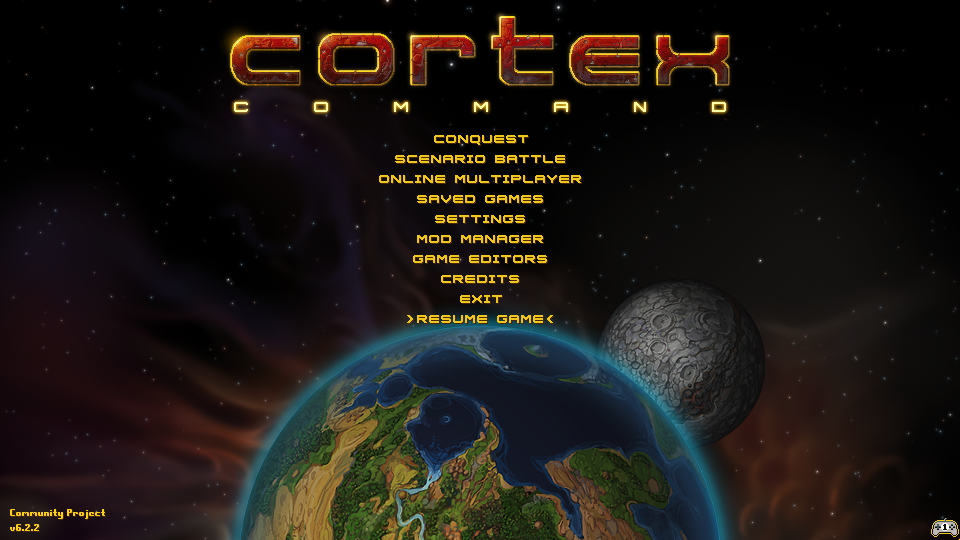 cortex
COMMAND
CONQUEST
SCENARIO BATTLE
ONLINE MULTIPLAYER
SAVED GAMES
SETTINGS
MOD MANAGER
GAME EDITORS
CREDITS
EXIT
>RESUME GAME<
Community Project
v6.2.2
1